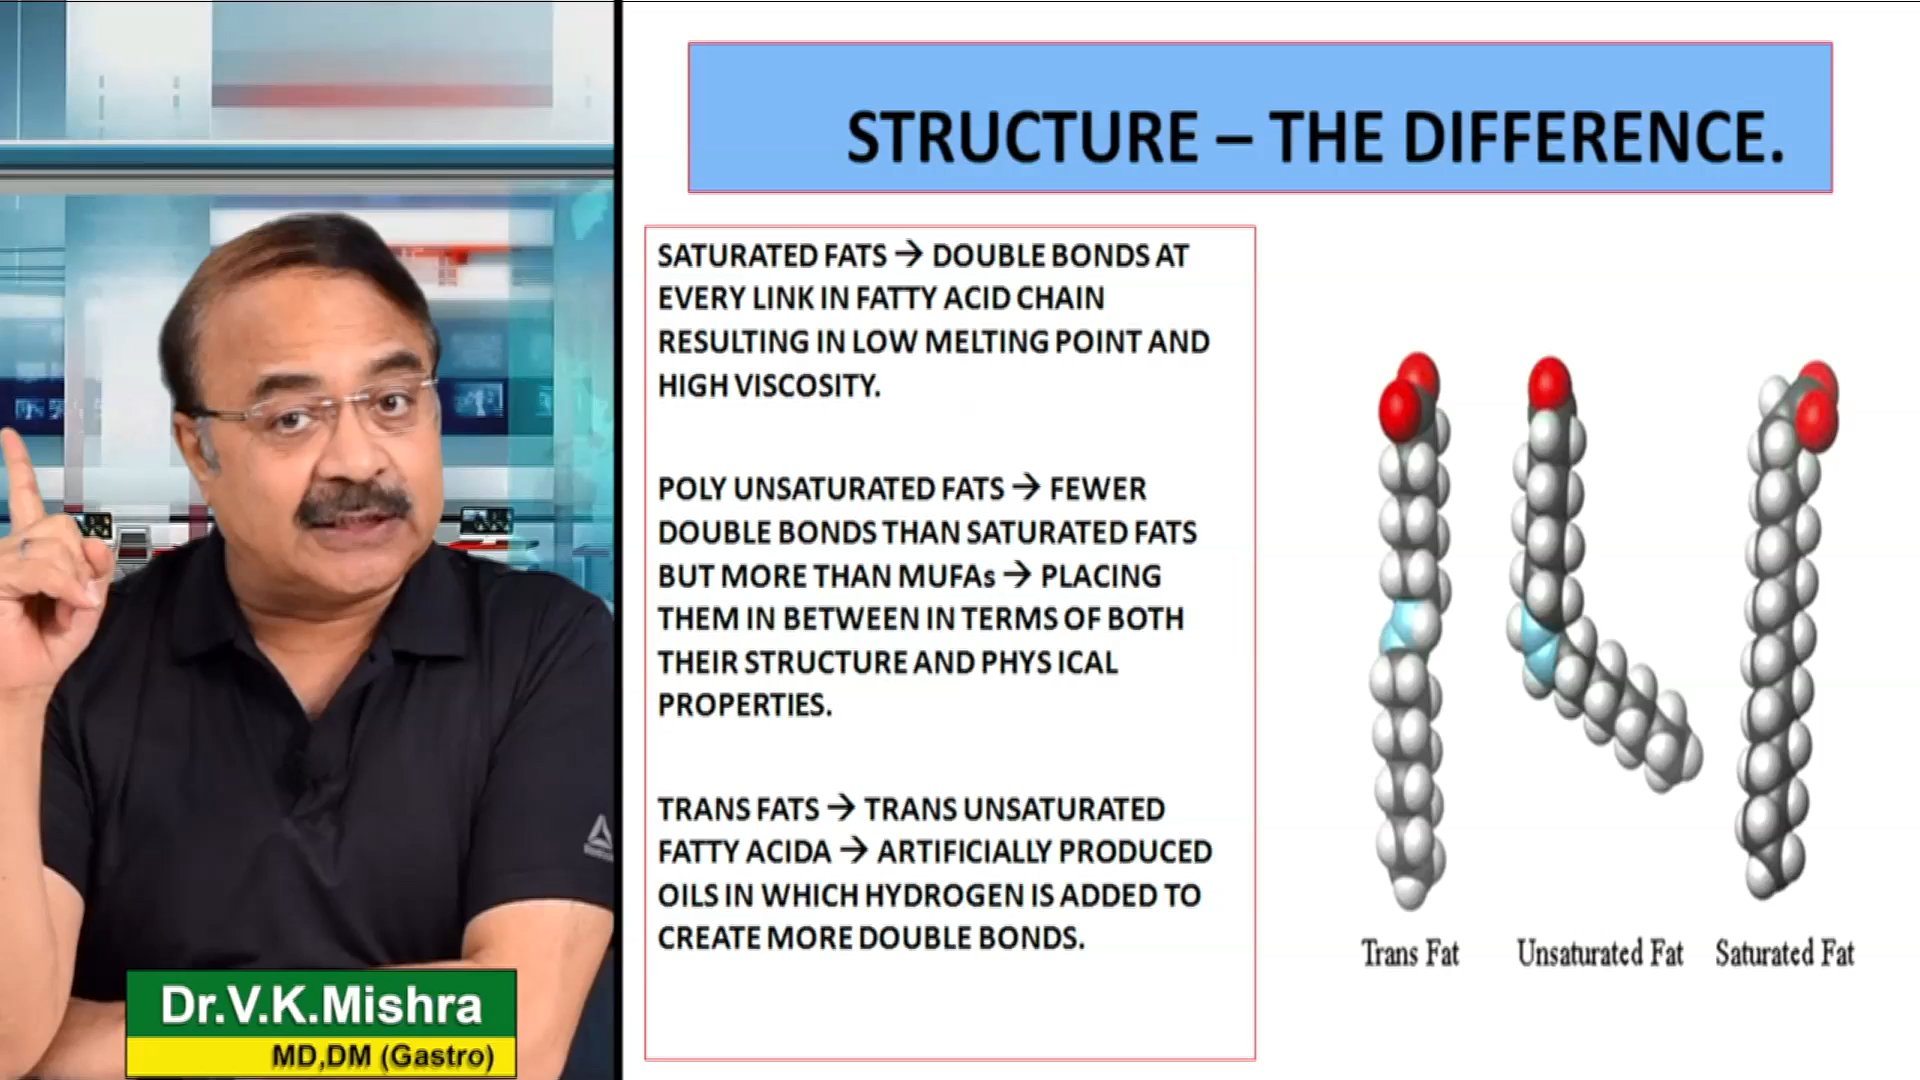 STRUCTURE – THE DIFFERENCE.
SATURATED FATS → DOUBLE BONDS AT
EVERY LINK IN FATTY ACID CHAIN
RESULTING IN LOW MELTING POINT AND
HIGH VISCOSITY.
POLY UNSATURATED FATS → FEWER
DOUBLE BONDS THAN SATURATED FATS
BUT MORE THAN MUFAs → PLACING
THEM IN BETWEEN IN TERMS OF BOTH
THEIR STRUCTURE AND PHYS ICAL
PROPERTIES.
TRANS FATS → TRANS UNSATURATED
FATTY ACIDA → ARTIFICIALLY PRODUCED
OILS IN WHICH HYDROGEN IS ADDED TO
CREATE MORE DOUBLE BONDS.
Trans Fat
Unsaturated Fat
Saturated Fat
Dr.V.K.Mishra
MD,DM (Gastro)